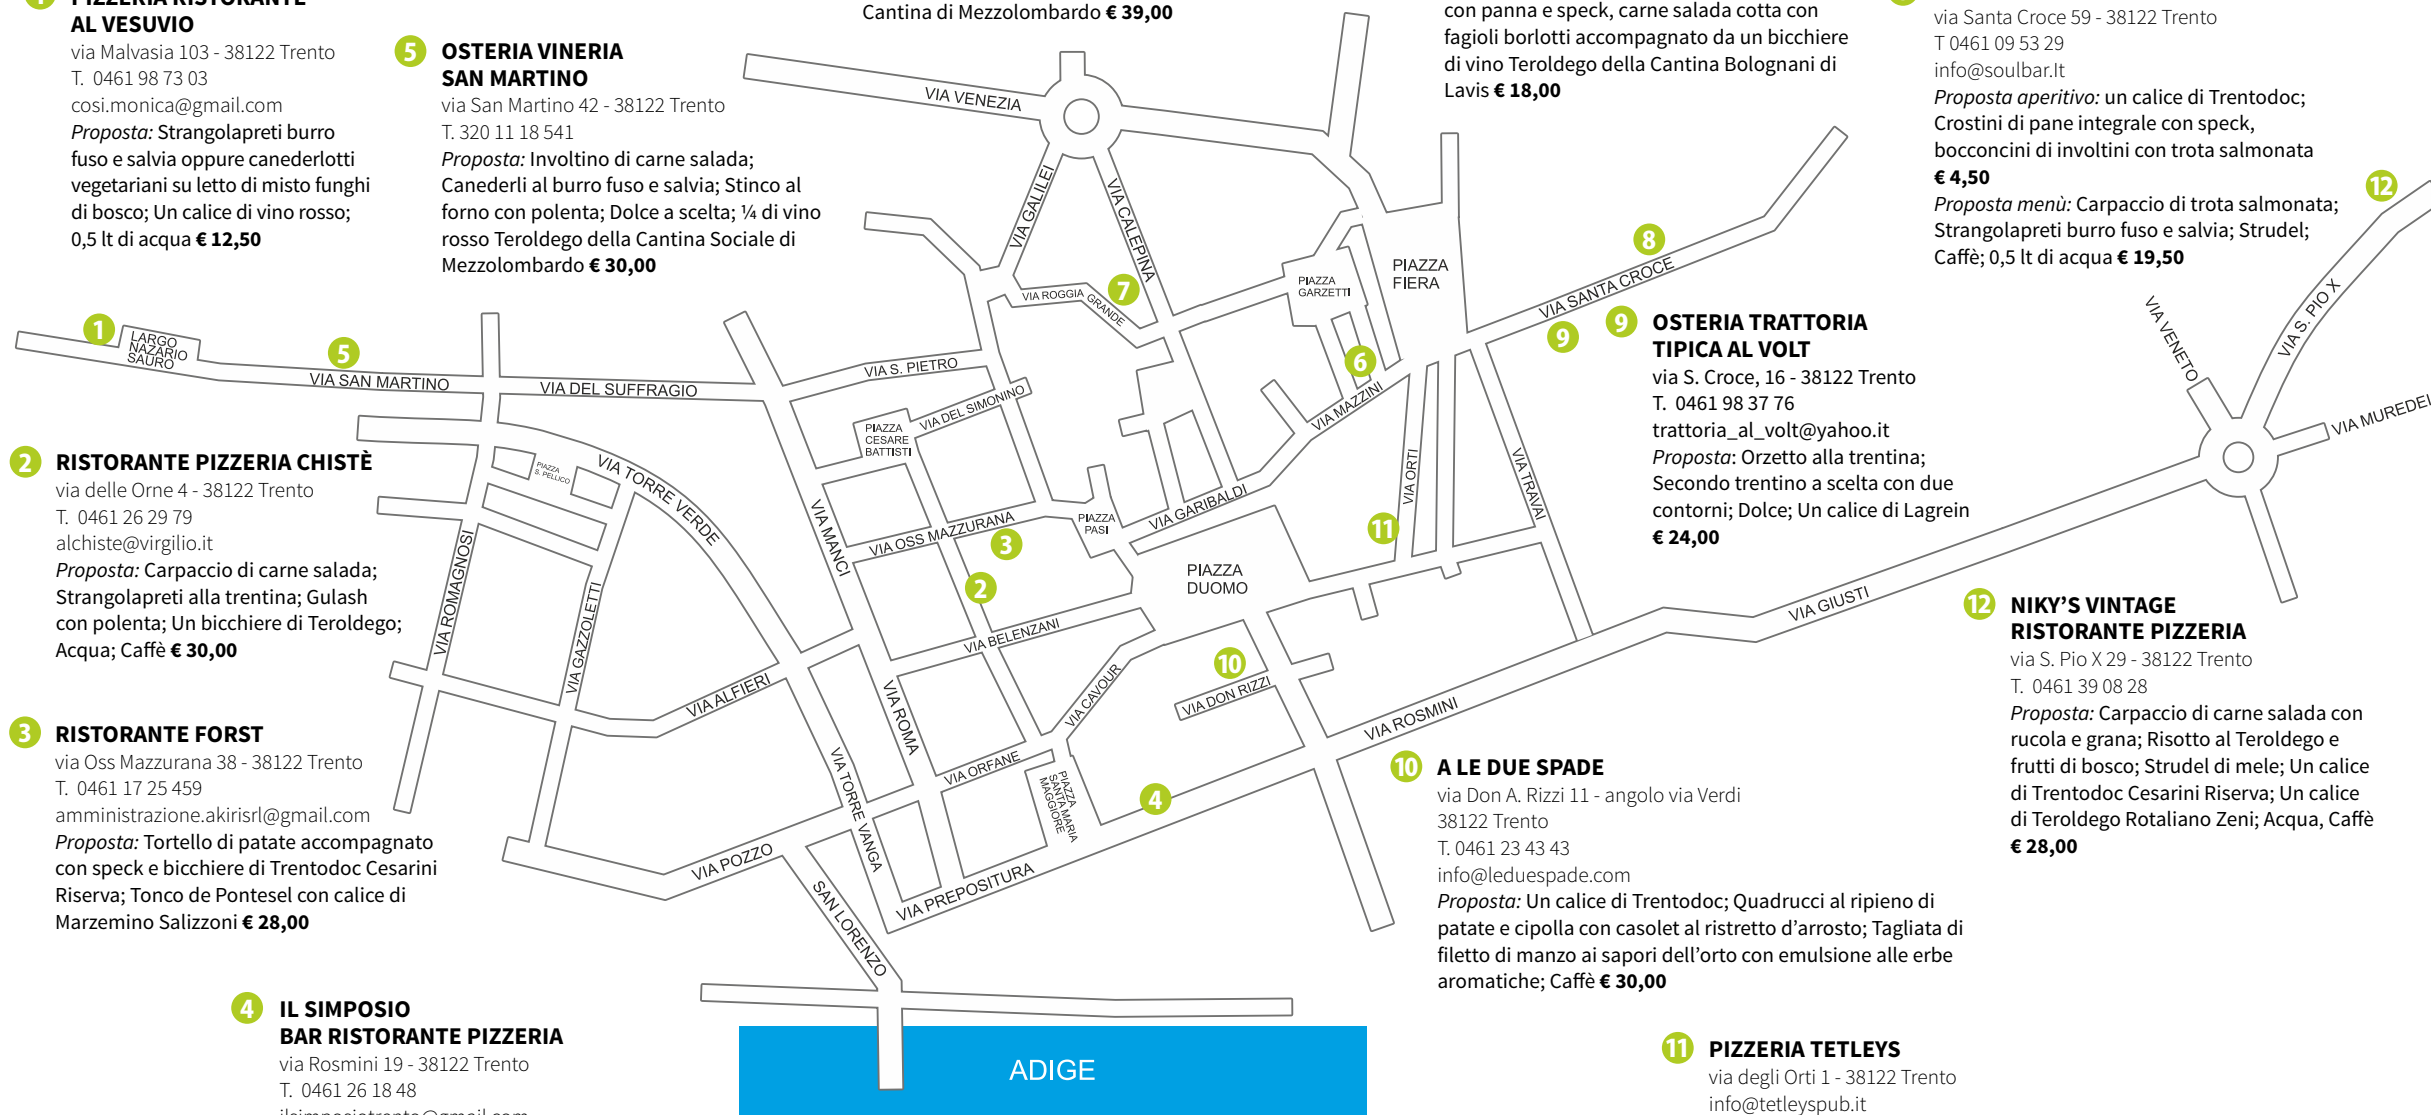 1 PIZZERIA RISTORANTE
AL VESUVIO
via Malvasia 103 - 38122 Trento
T. 0461 98 73 03
cosi.monica@gmail.com
Proposta: Strangolapreti burro
fuso e salvia oppure canederlotti
vegetariani su letto di misto funghi
di bosco; Un calice di vino rosso;
0,5 lt di acqua € 12,50
5 OSTERIA VINERIA
SAN MARTINO
via San Martino 42 - 38122 Trento
T. 320 11 18 541
Proposta: Involtino di carne salada;
Canederli al burro fuso e salvia; Stinco al
forno con polenta; Dolce a scelta; ¼ di vino
rosso Teroldego della Cantina Sociale di
Mezzolombardo € 30,00
Cantina di Mezzolombardo € 39,00
con panna e speck, carne salada cotta con
fagioli borlotti accompagnato da un bicchiere
di vino Teroldego della Cantina Bolognani di
Lavis € 18,00
via Santa Croce 59 - 38122 Trento
T 0461 09 53 29
info@soulbar.It
Proposta aperitivo: un calice di Trentodoc;
Crostini di pane integrale con speck,
bocconcini di involtini con trota salmonata
€ 4,50
Proposta menù: Carpaccio di trota salmonata;
Strangolapreti burro fuso e salvia; Strudel;
Caffè; 0,5 lt di acqua € 19,50
2 RISTORANTE PIZZERIA CHISTÈ
via delle Orne 4 - 38122 Trento
T. 0461 26 29 79
alchiste@virgilio.it
Proposta: Carpaccio di carne salada;
Strangolapreti alla trentina; Gulash
con polenta; Un bicchiere di Teroldego;
Acqua; Caffè € 30,00
3 RISTORANTE FORST
via Oss Mazzurana 38 - 38122 Trento
T. 0461 17 25 459
amministrazione.akirisrl@gmail.com
Proposta: Tortello di patate accompagnato
con speck e bicchiere di Trentodoc Cesarini
Riserva; Tonco de Pontesel con calice di
Marzemino Salizzoni € 28,00
4 IL SIMPOSIO
BAR RISTORANTE PIZZERIA
via Rosmini 19 - 38122 Trento
T. 0461 26 18 48
ilsimposiotrento@gmail.com
9 OSTERIA TRATTORIA
TIPICA AL VOLT
via S. Croce, 16 - 38122 Trento
T. 0461 98 37 76
trattoria_al_volt@yahoo.it
Proposta: Orzetto alla trentina;
Secondo trentino a scelta con due
contorni; Dolce; Un calice di Lagrein
€ 24,00
12 NIKY’S VINTAGE
RISTORANTE PIZZERIA
via S. Pio X 29 - 38122 Trento
T. 0461 39 08 28
Proposta: Carpaccio di carne salada con
rucola e grana; Risotto al Teroldego e
frutti di bosco; Strudel di mele; Un calice
di Trentodoc Cesarini Riserva; Un calice
di Teroldego Rotaliano Zeni; Acqua, Caffè
€ 28,00
10 A LE DUE SPADE
via Don A. Rizzi 11 - angolo via Verdi
38122 Trento
T. 0461 23 43 43
info@leduespade.com
Proposta: Un calice di Trentodoc; Quadrucci al ripieno di
patate e cipolla con casolet al ristretto d’arrosto; Tagliata di
filetto di manzo ai sapori dell’orto con emulsione alle erbe
aromatiche; Caffè € 30,00
11 PIZZERIA TETLEYS
via degli Orti 1 - 38122 Trento
info@tetleyspub.it
VIA VENEZIA
VIA GALILEI
VIA CALEPINA
12
8
PIAZZA
FIERA
PIAZZA
GARZETTI
VIA SANTA CROCE
7
VIA ROGGIA GRANDE
9
VIA VENETO
VIA S. PIO X
VIA MUREDEI
1
LARGO
NAZARIO
SAURO
5
VIA SAN MARTINO
VIA DEL SUFFRAGIO
VIA S. PIETRO
6
VIA MAZZINI
VIA DEL SIMONINO
PIAZZA
CESARE
BATTISTI
PIAZZA
S. PELLICO
VIA TORRE VERDE
VIA MANCI
VIA OSS MAZZURANA
3
PIAZZA
PASI
VIA GARIBALDI
VIA ORTI
11
VIA TRAVAI
VIA ROMAGNOSI
VIA GAZZOLETTI
2
PIAZZA
DUOMO
VIA GIUSTI
VIA BELENZANI
10
VIA DON RIZZI
VIA CAVOUR
VIA ALFIERI
VIA ROMA
VIA ROSMINI
VIA TORRE VANGA
VIA ORFANE
PIAZZA
SANTA MARIA
MAGGIORE
4
VIA POZZO
VIA PREPOSITURA
SAN LORENZO
ADIGE